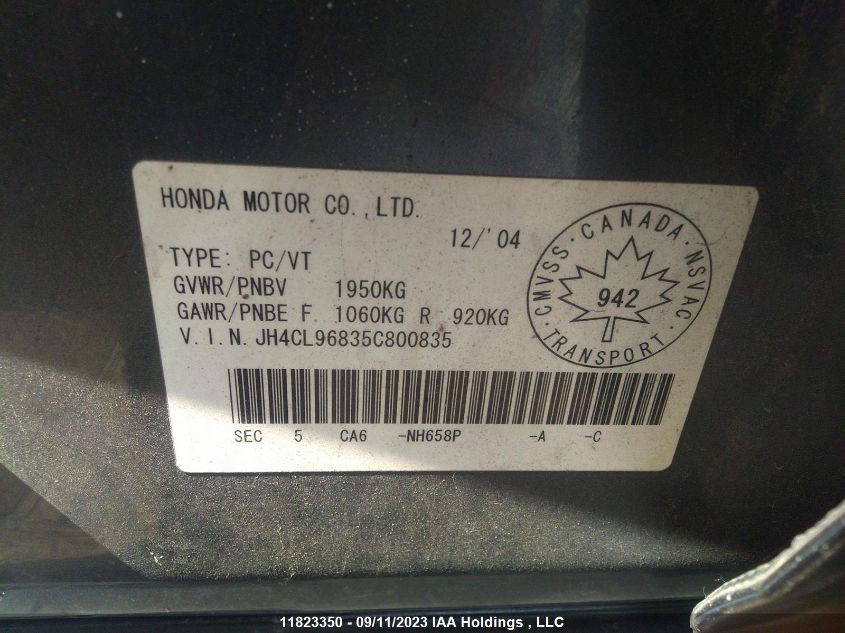 HONDA MOTOR CO.,LTD.
12/'04
TYPE: PC/VT
GVWR/PNBV 1950KG
GAWR/PNBE F. 1060KG R 920KG
V.I.N. JH4CL96835C800835
CMVSS · CANADA · NSVAC · TRANSPORT ·
942
SEC 5 CA6 -NH658P -A -C
11823350 - 09/11/2023 IAA Holdings , LLC